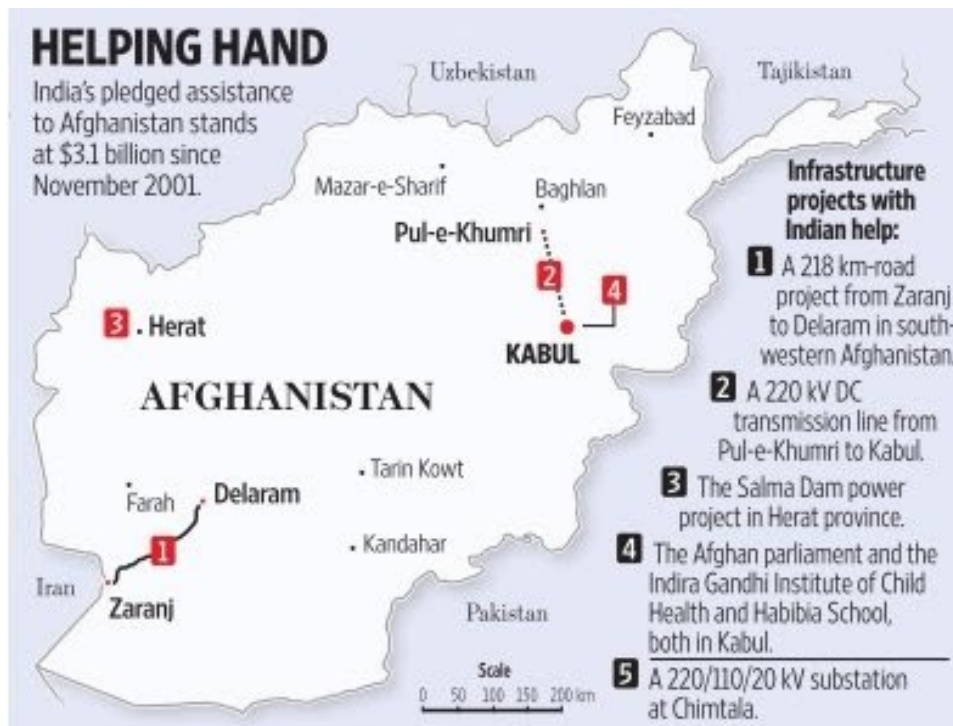 HELPING HAND
India's pledged assistance
to Afghanistan stands
at $3.1 billion since
November 2001.
Uzbekistan
Tajikistan
Feyzabad
Mazar-e-Sharif
Baghlan
Pul-e-Khumri
2
4
3
Herat
KABUL
AFGHANISTAN
Tarin Kowt
Farah
Delaram
1
Kandahar
Iran
Zaranj
Pakistan
Scale
0 50 100 150 200 km
Infrastructure
projects with
Indian help:
1 A 218 km-road
project from Zaranj
to Delaram in south-
western Afghanistan.
2 A 220 kV DC
transmission line from
Pul-e-Khumri to Kabul.
3 The Salma Dam power
project in Herat province.
4 The Afghan parliament and the
Indira Gandhi Institute of Child
Health and Habibia School,
both in Kabul.
5 A 220/110/20 kV substation
at Chimtala.